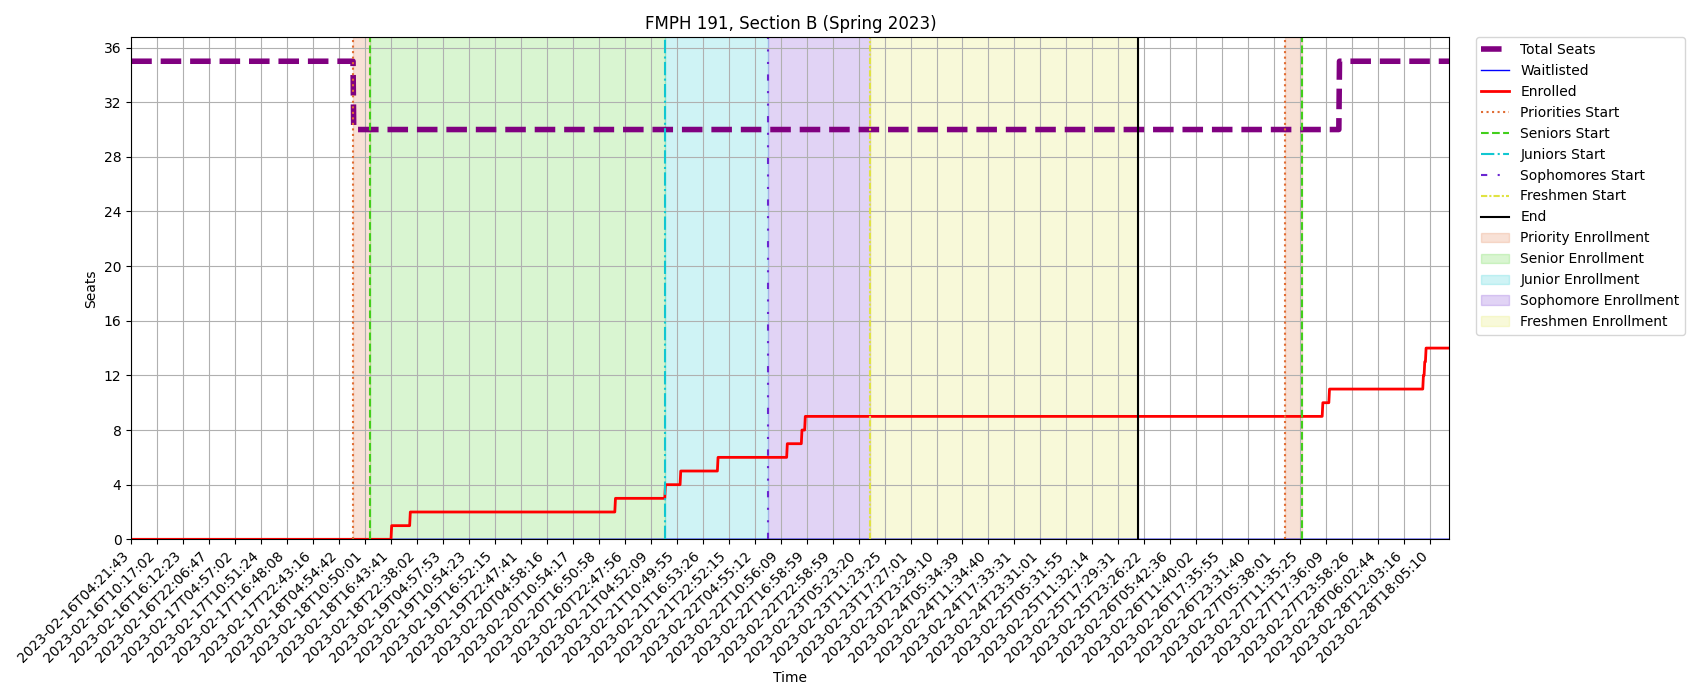 FMPH 191, Section B (Spring 2023)
Seats
36
32
28
24
20
16
12
8
4
0
2023-02-16T04:21:43
2023-02-16T10:17:02
2023-02-16T16:12:23
2023-02-16T22:06:47
2023-02-17T04:57:02
2023-02-17T10:51:24
2023-02-17T16:48:08
2023-02-17T22:43:16
2023-02-18T04:54:42
2023-02-18T10:50:01
2023-02-18T16:43:41
2023-02-18T22:38:02
2023-02-19T04:57:53
2023-02-19T10:54:23
2023-02-19T16:52:15
2023-02-19T22:47:41
2023-02-20T04:58:16
2023-02-20T10:54:17
2023-02-20T16:50:58
2023-02-20T22:47:56
2023-02-21T04:52:09
2023-02-21T10:49:55
2023-02-21T16:53:26
2023-02-21T22:52:15
2023-02-22T04:55:12
2023-02-22T10:56:09
2023-02-22T16:58:59
2023-02-22T22:58:59
2023-02-23T05:23:20
2023-02-23T11:23:25
2023-02-23T17:27:01
2023-02-23T23:29:10
2023-02-24T05:34:39
2023-02-24T11:34:40
2023-02-24T17:33:31
2023-02-24T23:31:01
2023-02-25T05:31:55
2023-02-25T11:32:14
2023-02-25T17:29:31
2023-02-25T23:26:22
2023-02-26T05:42:36
2023-02-26T11:40:02
2023-02-26T17:35:55
2023-02-26T23:31:40
2023-02-27T05:38:01
2023-02-27T11:35:25
2023-02-27T17:36:09
2023-02-27T23:58:26
2023-02-28T06:02:44
2023-02-28T12:03:16
2023-02-28T18:05:10
Time
Total Seats
Waitlisted
Enrolled
Priorities Start
Seniors Start
Juniors Start
Sophomores Start
Freshmen Start
End
Priority Enrollment
Senior Enrollment
Junior Enrollment
Sophomore Enrollment
Freshmen Enrollment